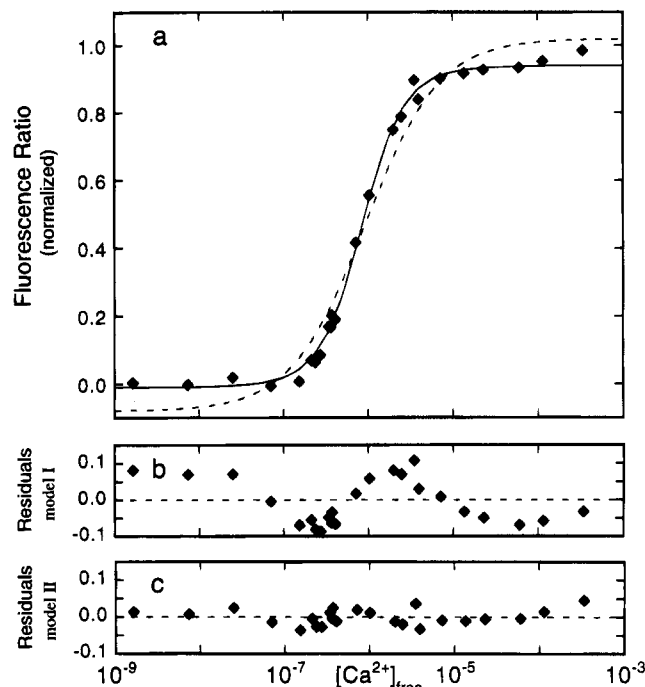 a
1.0
0.8
0.6
0.4
0.2
0.0
Fluorescence Ratio
(normalized)
b
0.1
0.0
-0.1
Residuals
model I
c
0.1
0.0
-0.1
Residuals
model II
10⁻⁹ 10⁻⁷ [Ca²⁺]free 10⁻⁵ 10⁻³